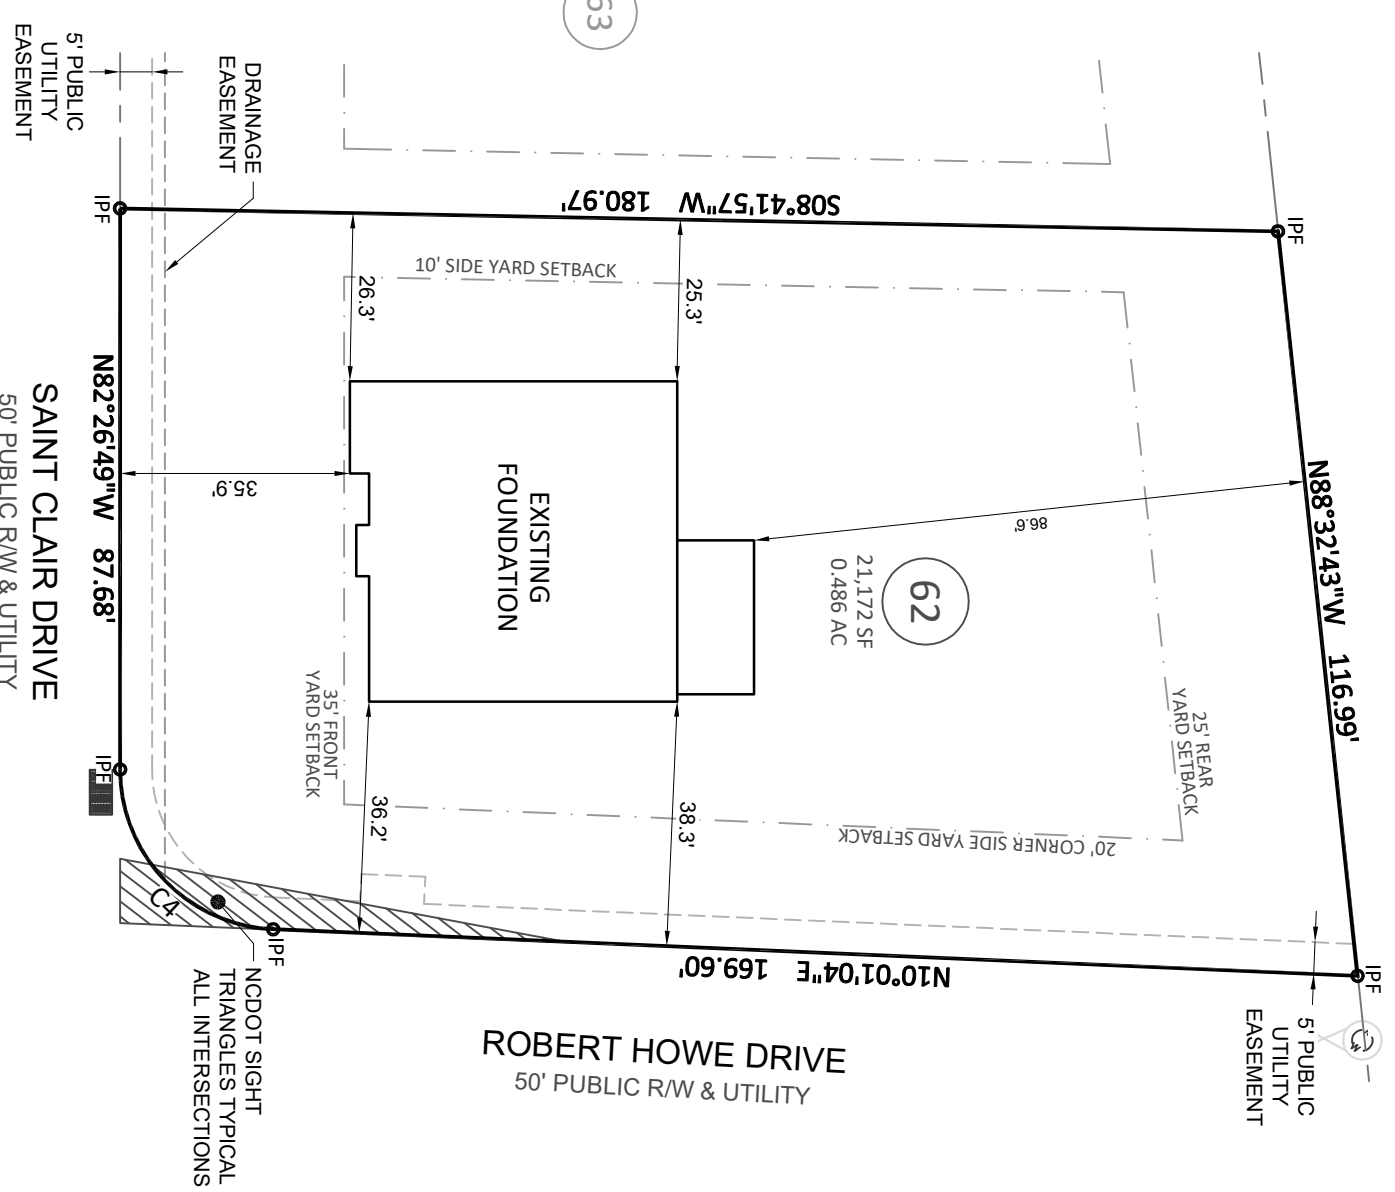 63
5' PUBLIC
UTILITY
EASEMENT
DRAINAGE
EASEMENT
IPF
S08°41'57"W 180.97'
IPF
10' SIDE YARD SETBACK
26.3'
25.3'
N82°26'49"W 87.68'
SAINT CLAIR DRIVE
50' PUBLIC R/W & UTILITY
35.9'
EXISTING
FOUNDATION
86.6'
62
21,172 SF
0.486 AC
N88°32'43"W 116.99'
35' FRONT
YARD SETBACK
25' REAR
YARD SETBACK
20' CORNER SIDE YARD SETBACK
36.2'
38.3'
IPF
C4
IPF
N10°01'04"E 169.60'
IPF
NCDOT SIGHT
TRIANGLES TYPICAL
ALL INTERSECTIONS
ROBERT HOWE DRIVE
50' PUBLIC R/W & UTILITY
5' PUBLIC
UTILITY
EASEMENT